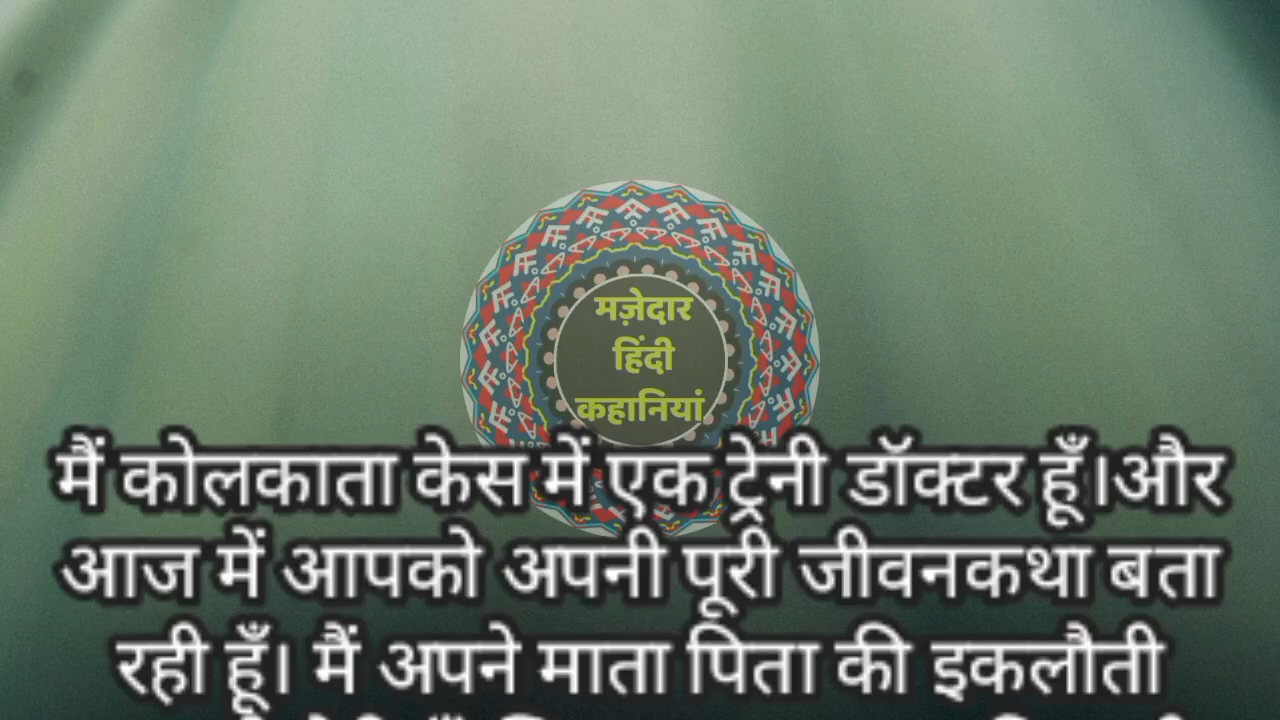 मज़ेदार
हिंदी
कहानियां
मैं कोलकाता केस में एक ट्रेनी डॉक्टर हूँ।और
आज में आपको अपनी पूरी जीवनकथा बता
रही हूँ। मैं अपने माता पिता की इकलौती